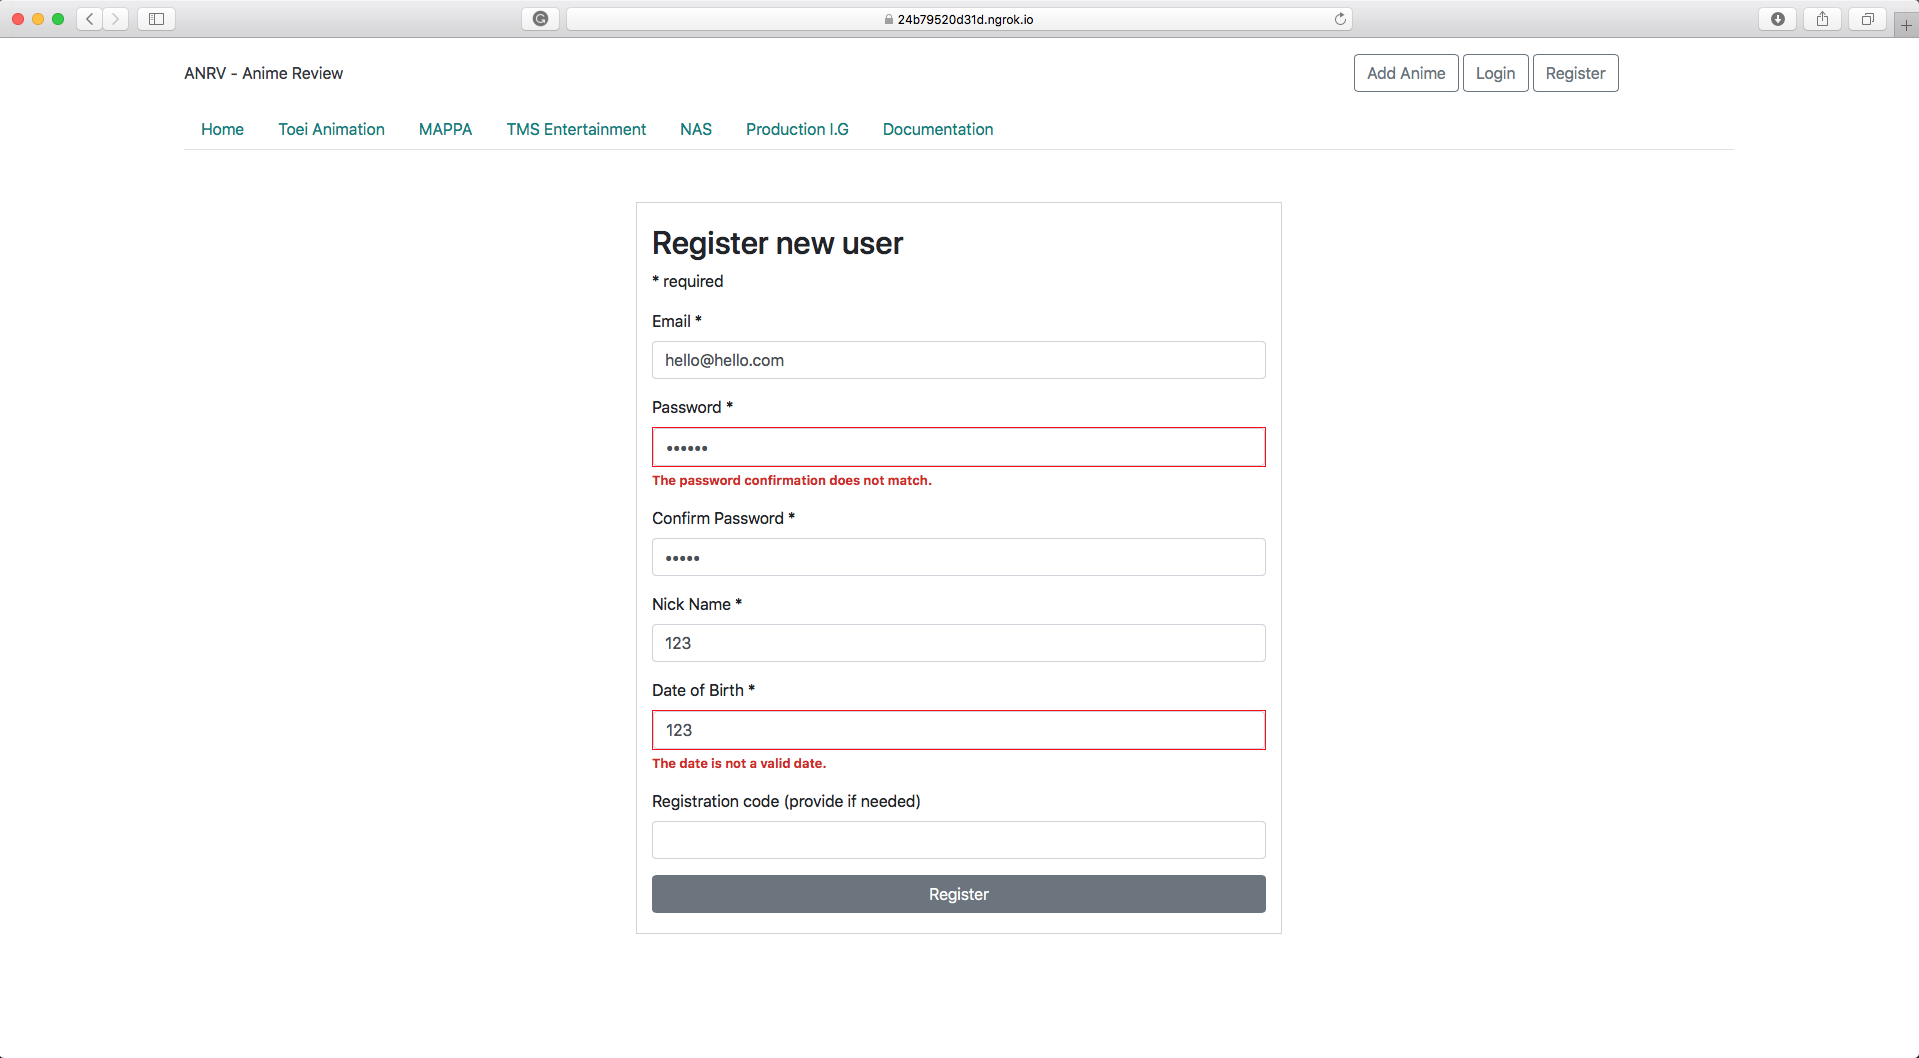 24b79520d31d.ngrok.io
ANRV - Anime Review
Add Anime Login Register
Home Toei Animation MAPPA TMS Entertainment NAS Production I.G Documentation
Register new user
* required
Email *
hello@hello.com
Password *
••••••
The password confirmation does not match.
Confirm Password *
•••••
Nick Name *
123
Date of Birth *
123
The date is not a valid date.
Registration code (provide if needed)
Register